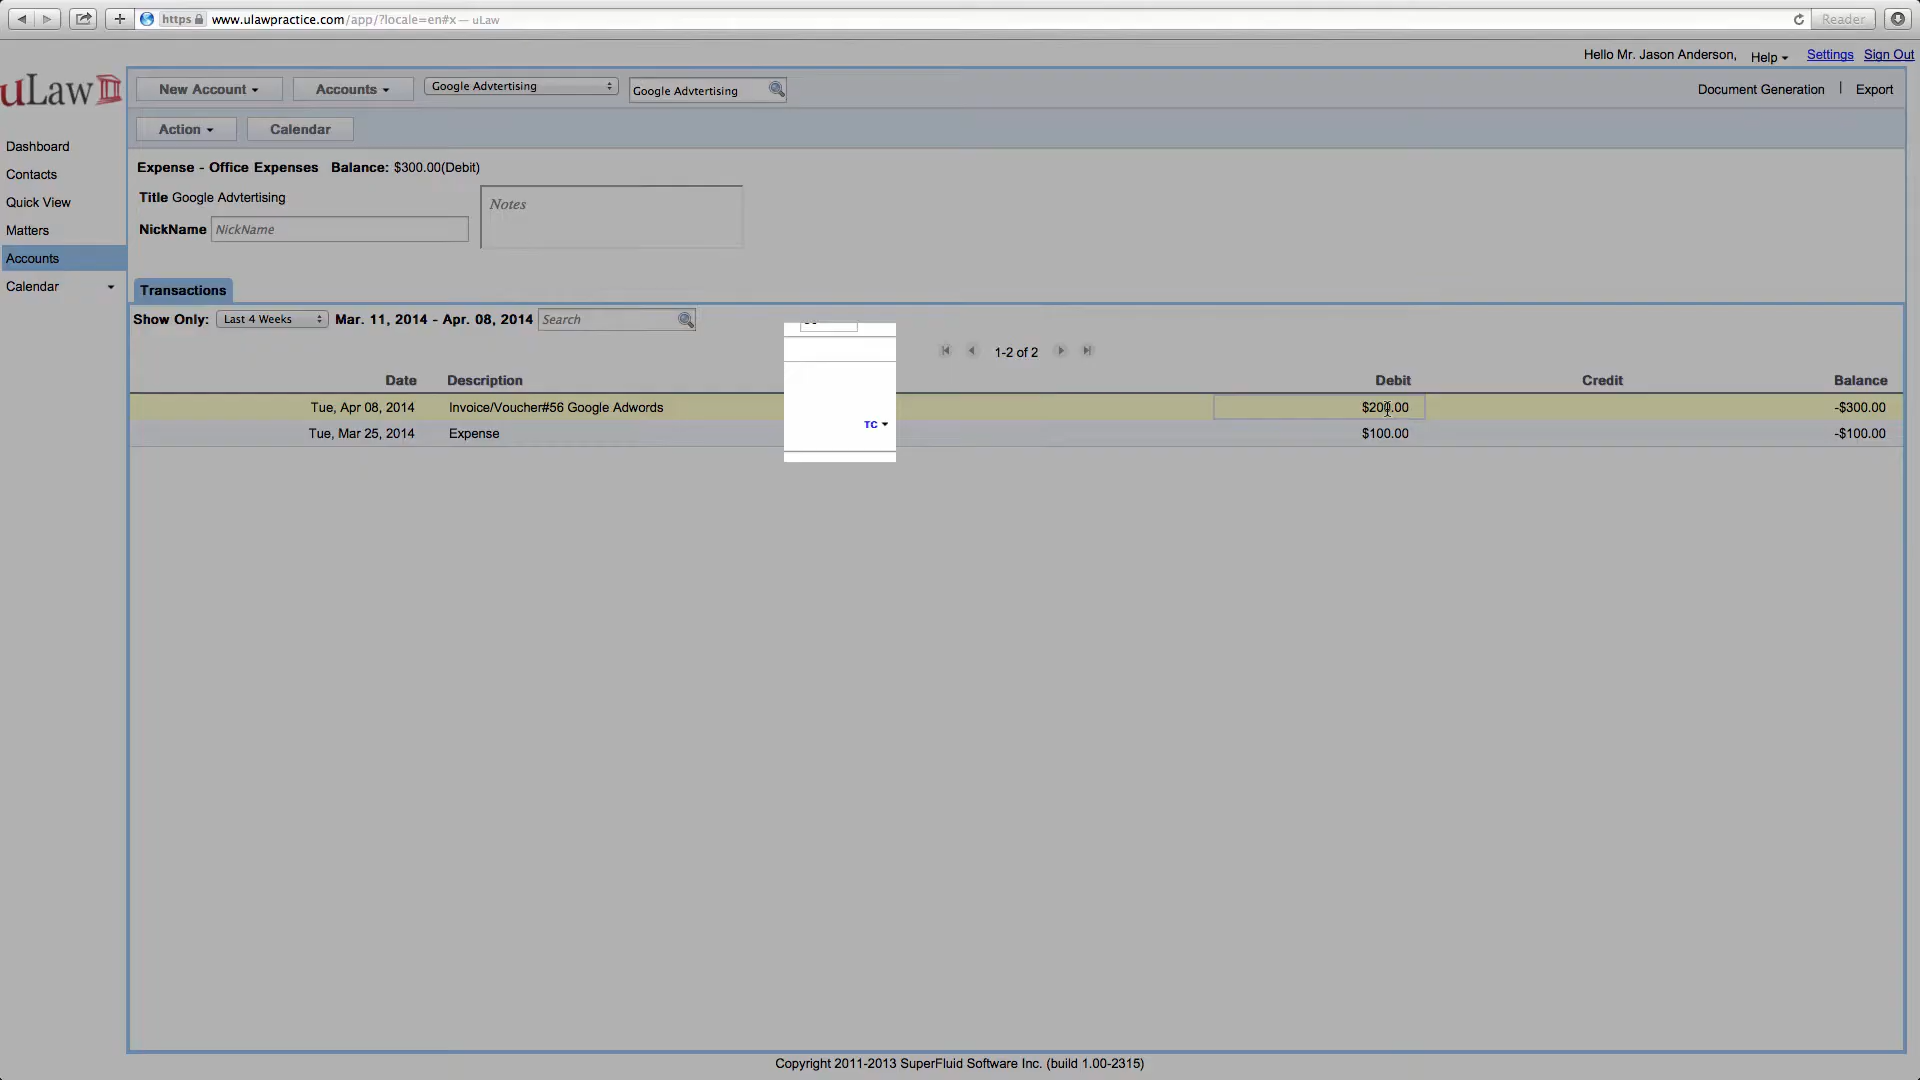 https www.ulawpractice.com/app/?locale=en#x — uLaw
Reader
Hello Mr. Jason Anderson, Help Settings Sign Out
uLaw
New Account Accounts Google Advtertising Google Advtertising Document Generation | Export
Action Calendar
Dashboard
Contacts
Quick View
Matters
Accounts
Calendar
Expense - Office Expenses Balance: $300.00(Debit)
Title Google Advtertising
Notes
NickName NickName
Transactions
Show Only: Last 4 Weeks Mar. 11, 2014 - Apr. 08, 2014 Search
1-2 of 2
Date Description Debit Credit Balance
Tue, Apr 08, 2014 Invoice/Voucher#56 Google Adwords $200.00 -$300.00
TC
Tue, Mar 25, 2014 Expense $100.00 -$100.00
Copyright 2011-2013 SuperFluid Software Inc. (build 1.00-2315)